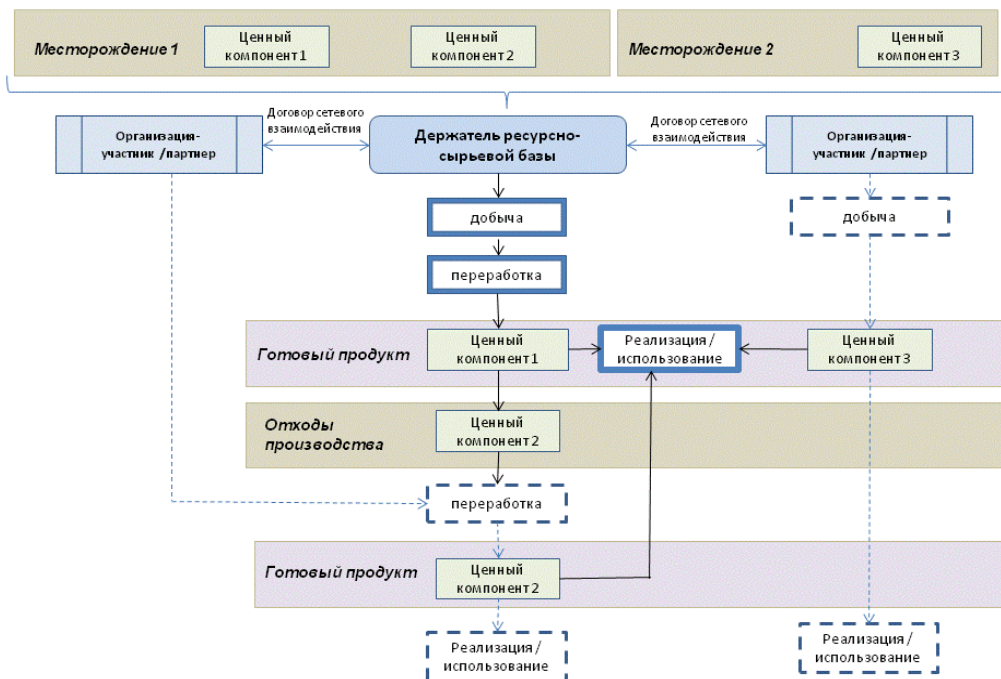 Месторождение 1
Ценный
компонент1
Ценный
компонент2
Месторождение 2
Ценный
компонент3
Организация-
участник /партнер
Договор сетевого
взаимодействия
Держатель ресурсно-
сырьевой базы
Договор сетевого
взаимодействия
Организация-
участник /партнер
добыча
добыча
переработка
Готовый продукт
Ценный
компонент1
Реализация /
использование
Ценный
компонент3
Отходы
производства
Ценный
компонент2
переработка
Готовый продукт
Ценный
компонент2
Реализация /
использование
Реализация /
использование